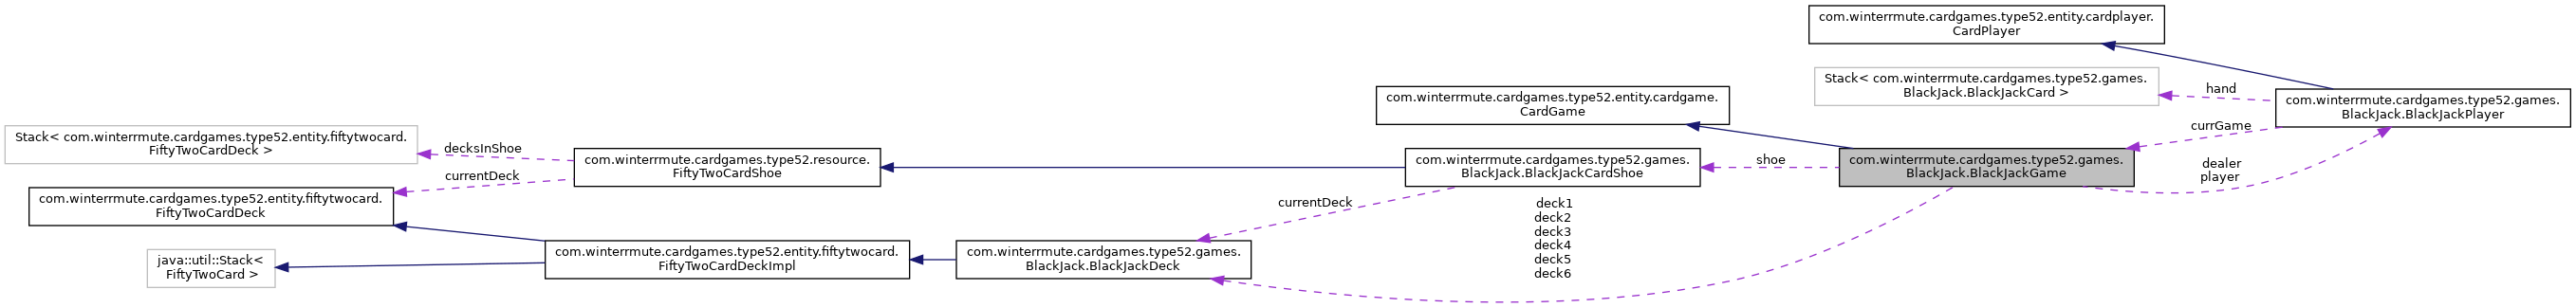 com.winterrmute.cardgames.type52.entity.cardplayer.
CardPlayer
Stack< com.winterrmute.cardgames.type52.games.
BlackJack.BlackJackCard >
hand
com.winterrmute.cardgames.type52.games.
BlackJack.BlackJackPlayer
com.winterrmute.cardgames.type52.entity.cardgame.
CardGame
currGame
Stack< com.winterrmute.cardgames.type52.entity.fiftytwocard.
FiftyTwoCardDeck >
decksInShoe
com.winterrmute.cardgames.type52.resource.
FiftyTwoCardShoe
com.winterrmute.cardgames.type52.games.
BlackJack.BlackJackCardShoe
shoe
com.winterrmute.cardgames.type52.games.
BlackJack.BlackJackGame
dealer
player
currentDeck
com.winterrmute.cardgames.type52.entity.fiftytwocard.
FiftyTwoCardDeck
currentDeck
deck1
deck2
deck3
deck4
deck5
deck6
java::util::Stack<
FiftyTwoCard >
com.winterrmute.cardgames.type52.entity.fiftytwocard.
FiftyTwoCardDeckImpl
com.winterrmute.cardgames.type52.games.
BlackJack.BlackJackDeck